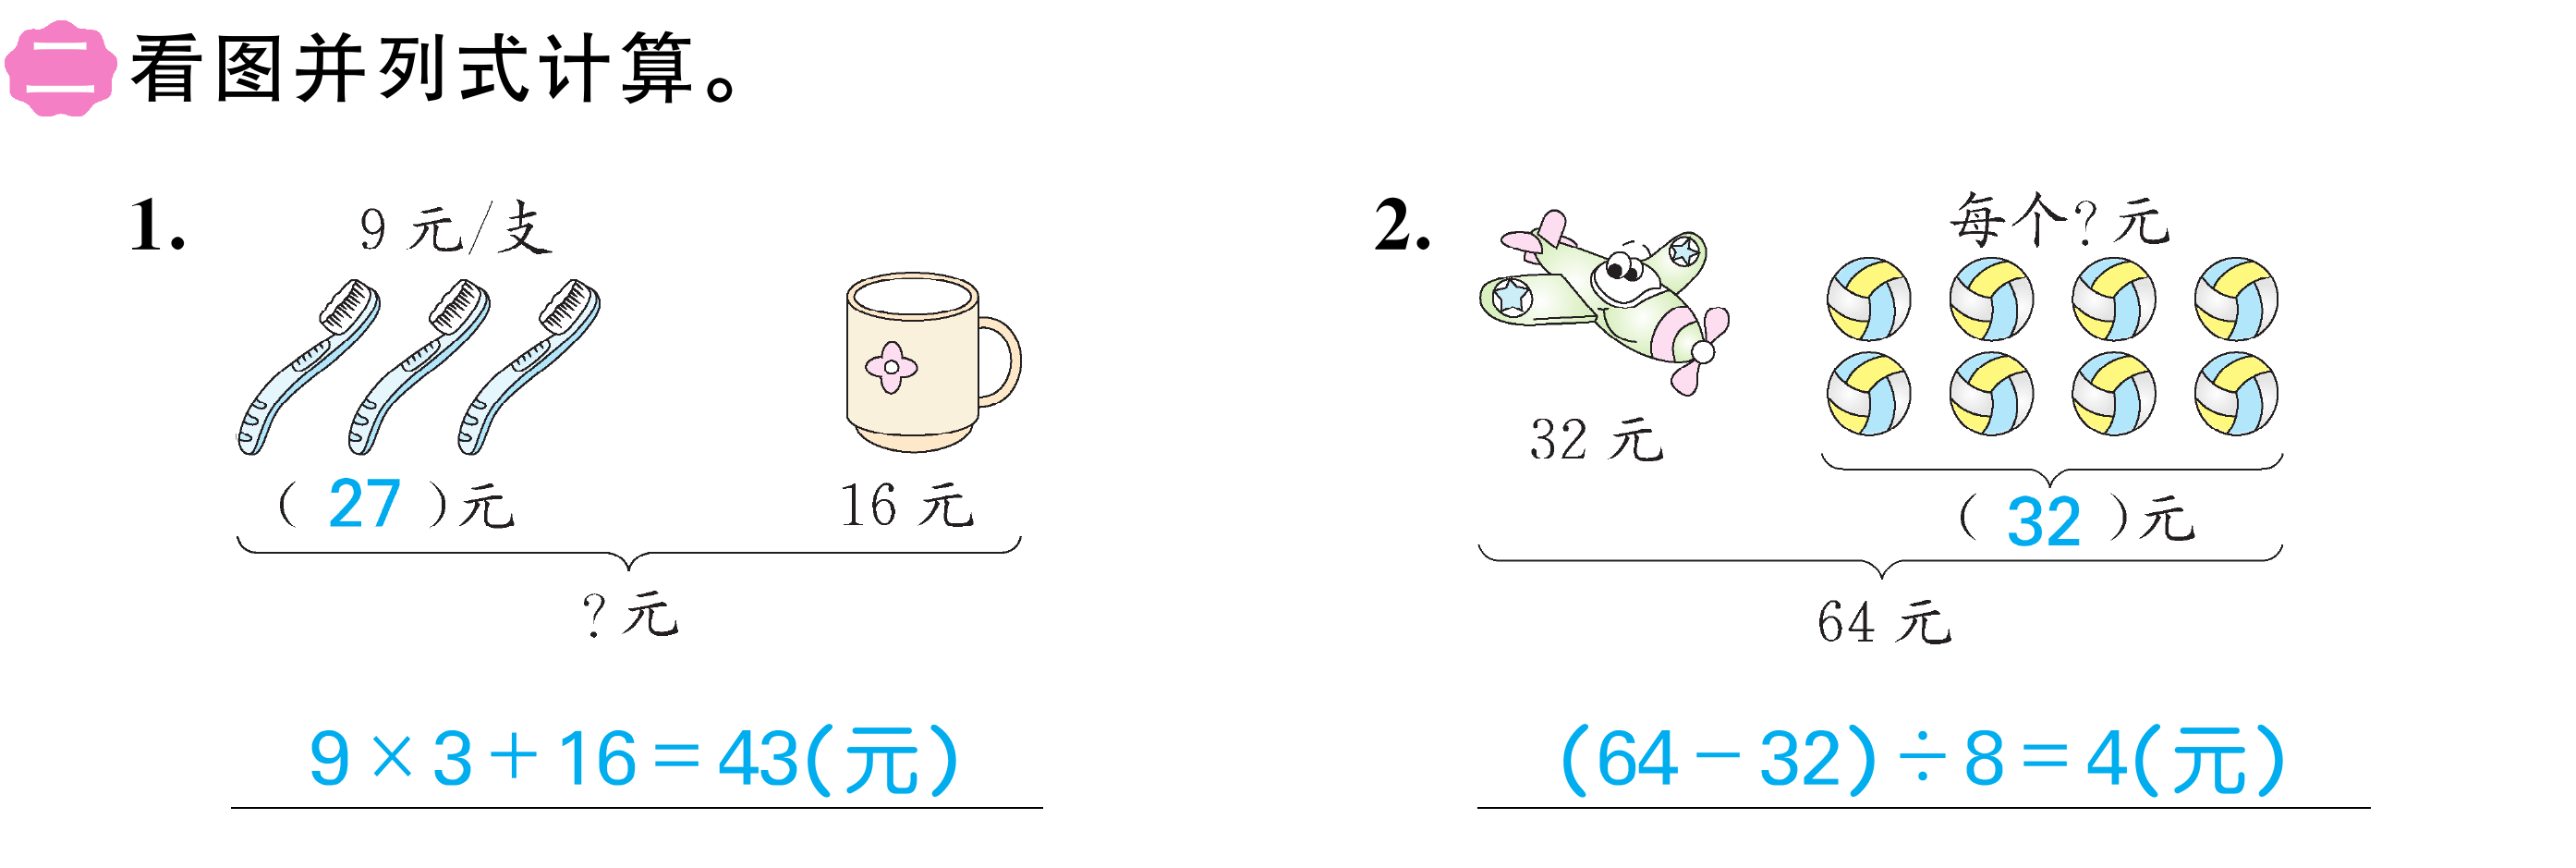 二 看图并列式计算。
1.
9 元/支
( 27 )元
16 元
?元
9×3+16=43(元)
2.
每个?元
32 元
( 32 )元
64 元
(64-32)÷8=4(元)